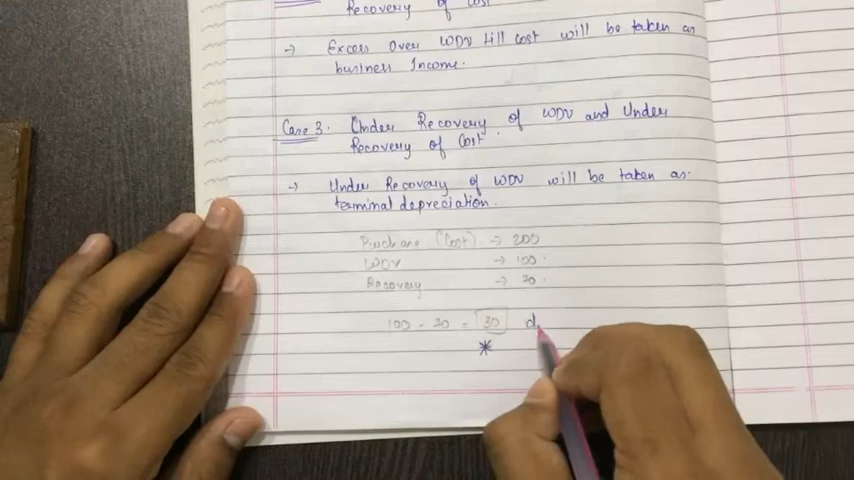 Recovery of Cost
→ Excess Over WDV till cost will be taken as
business Income.
Case 3. Under Recovery of WDV and Under
Recovery of Cost.
→ Under Recovery of WDV will be taken as
terminal depreciation.
Purchase (Cost) → 200
WDV → 100
Recovery → 70
100 - 70 = 30 d
*